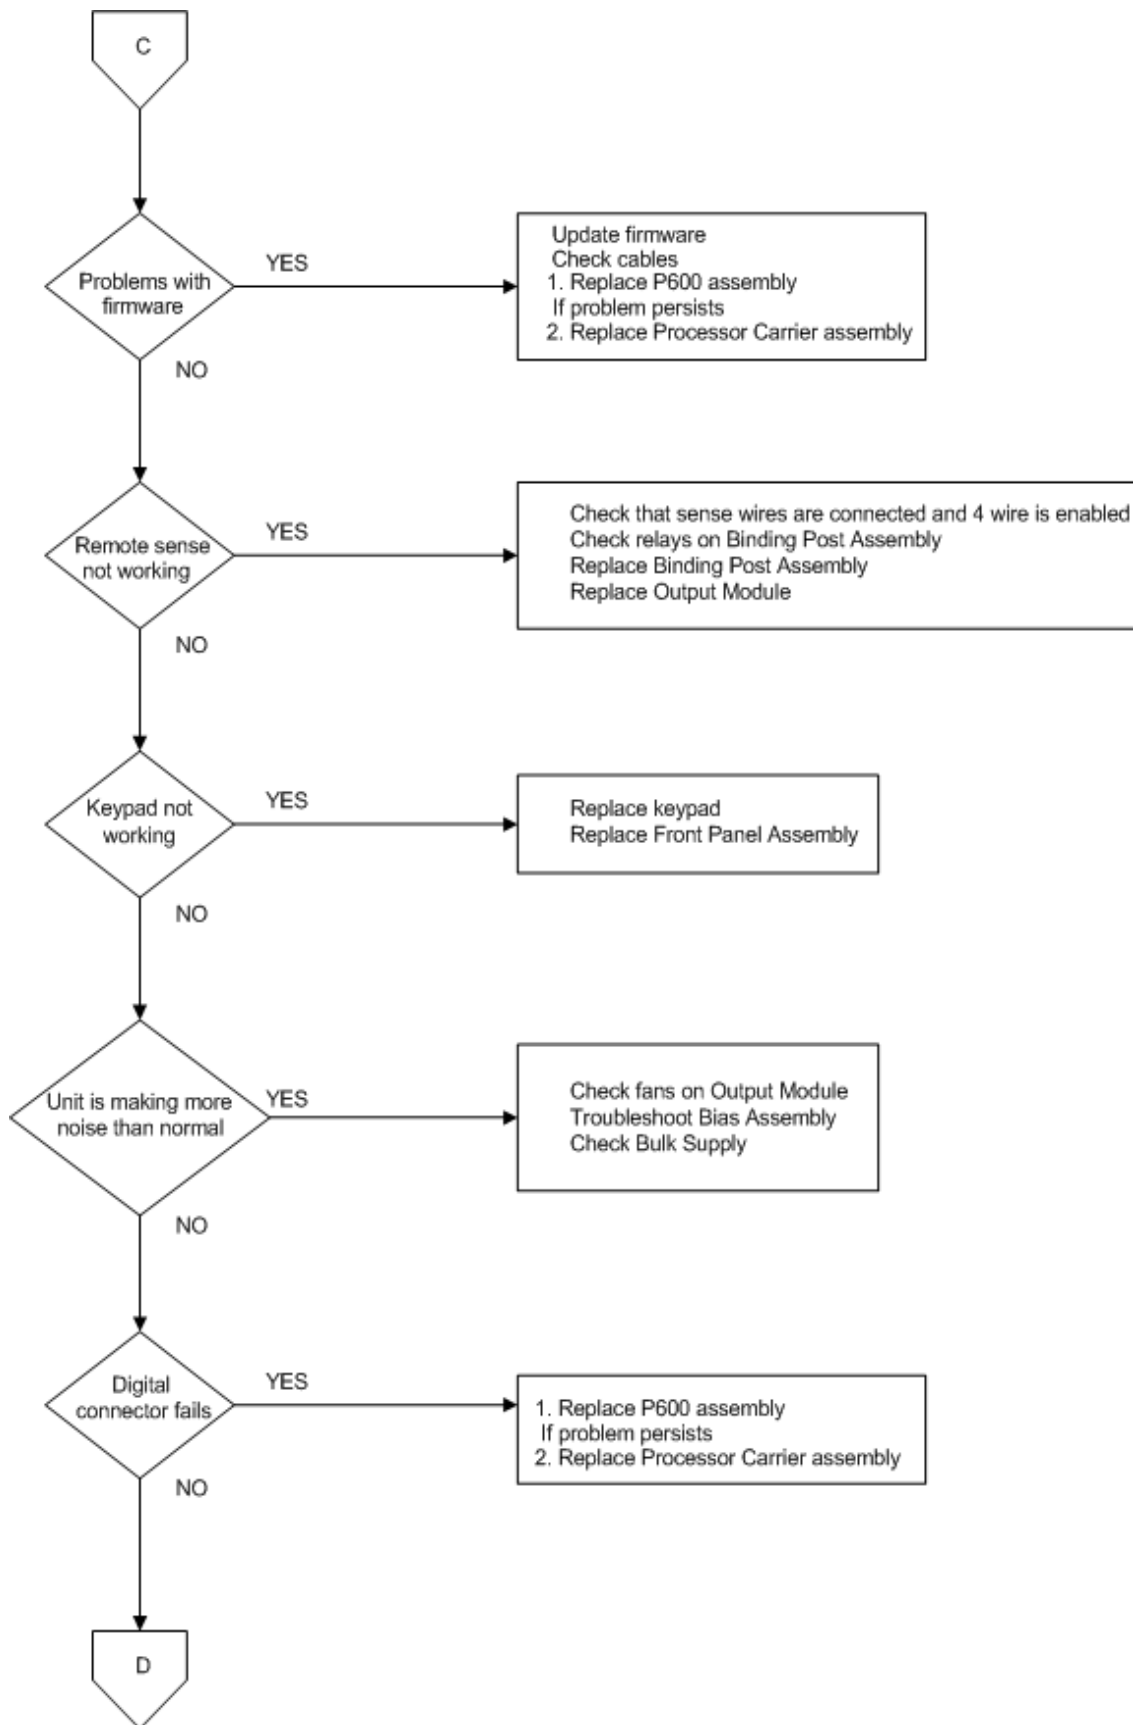 C
Problems with
firmware
YES
Update firmware
Check cables
1. Replace P600 assembly
If problem persists
2. Replace Processor Carrier assembly
NO
Remote sense
not working
YES
Check that sense wires are connected and 4 wire is enabled
Check relays on Binding Post Assembly
Replace Binding Post Assembly
Replace Output Module
NO
Keypad not
working
YES
Replace keypad
Replace Front Panel Assembly
NO
Unit is making more
noise than normal
YES
Check fans on Output Module
Troubleshoot Bias Assembly
Check Bulk Supply
NO
Digital
connector fails
YES
1. Replace P600 assembly
If problem persists
2. Replace Processor Carrier assembly
NO
D